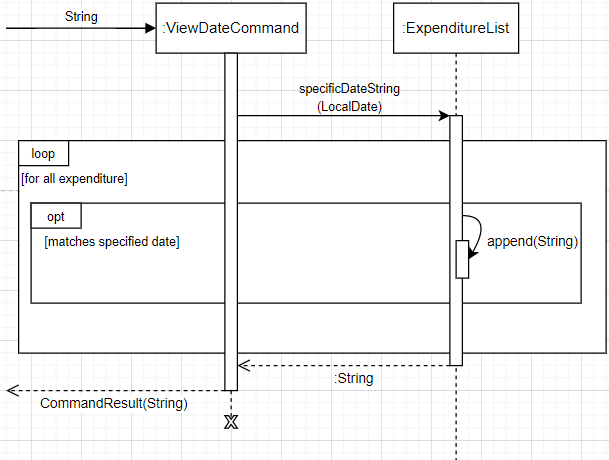 String
:ViewDateCommand
:ExpenditureList
specificDateString
(LocalDate)
loop
[for all expenditure]
opt
[matches specified date]
append(String)
:String
CommandResult(String)